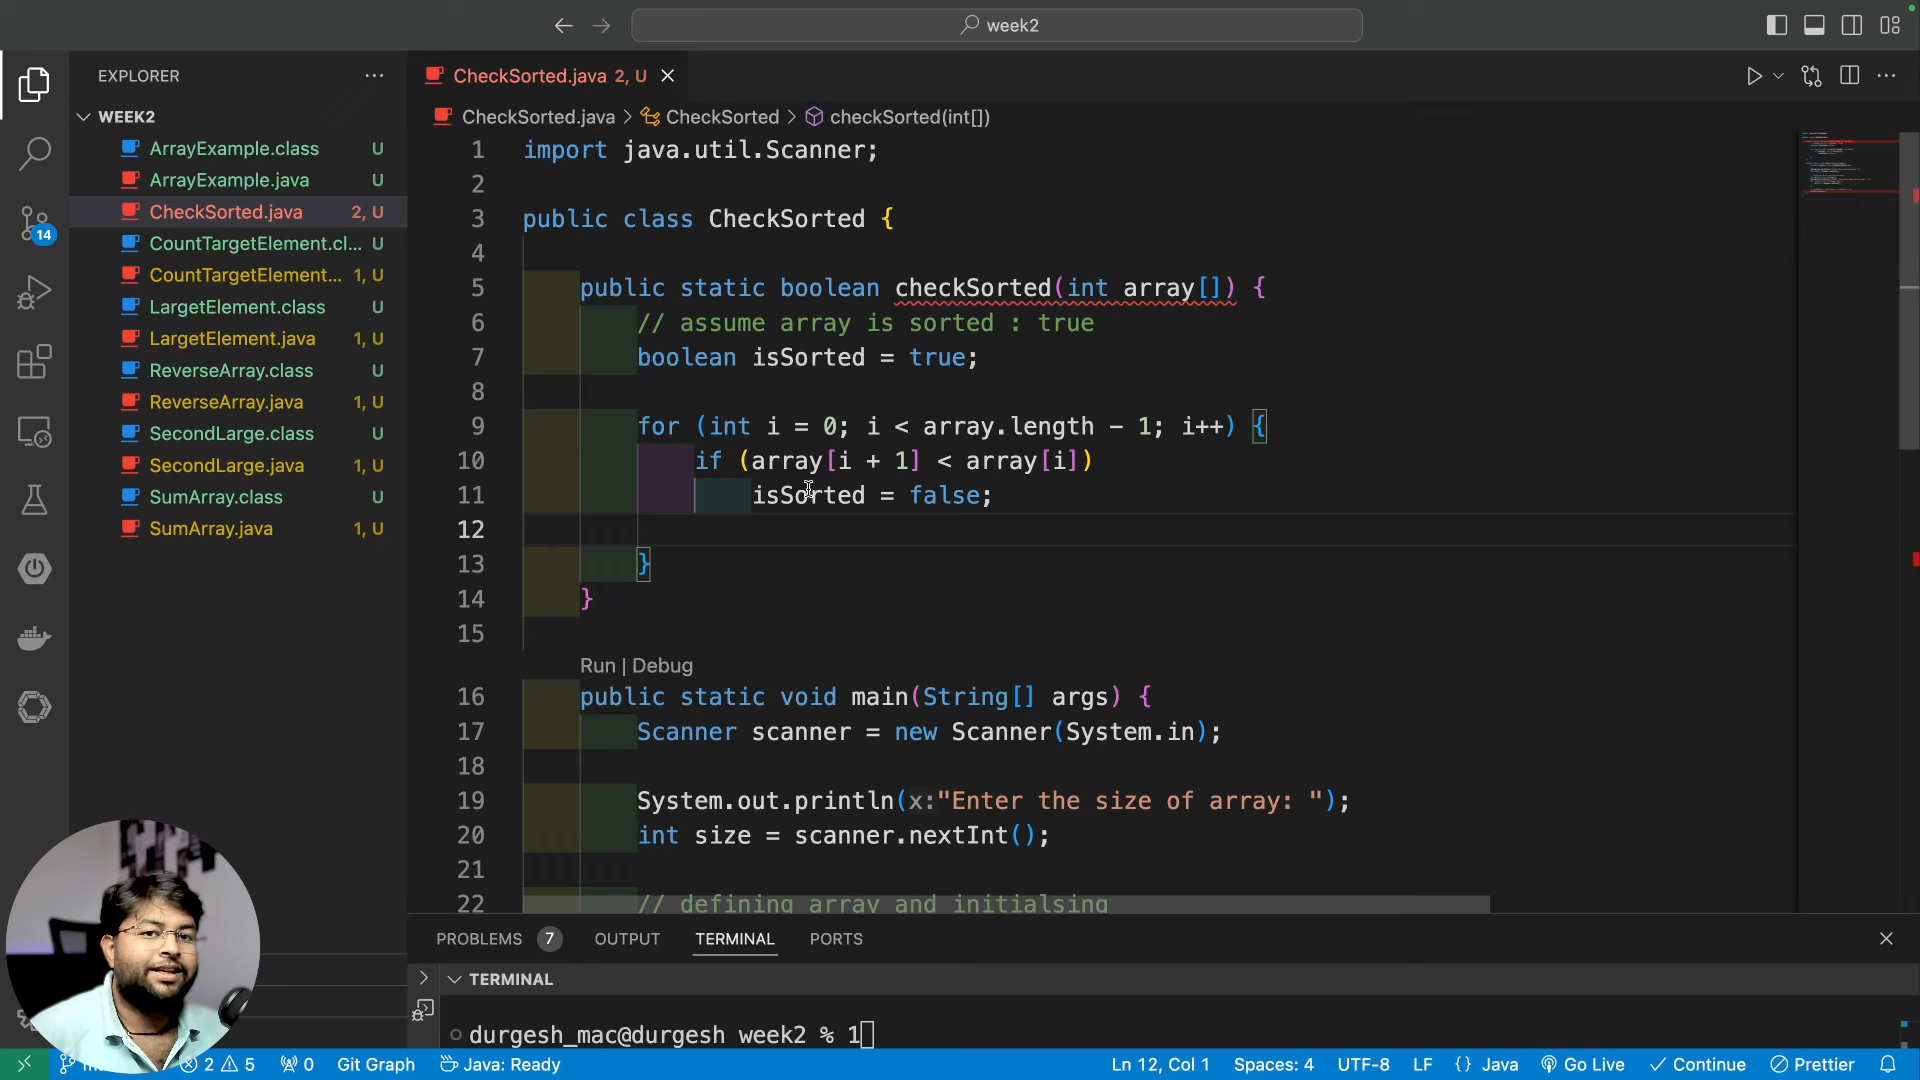 week2
EXPLORER
WEEK2
ArrayExample.class U
ArrayExample.java U
CheckSorted.java 2, U
CountTargetElement.cl... U
CountTargetElement... 1, U
LargetElement.class U
LargetElement.java 1, U
ReverseArray.class U
ReverseArray.java 1, U
SecondLarge.class U
SecondLarge.java 1, U
SumArray.class U
SumArray.java 1, U
14
CheckSorted.java 2, U
CheckSorted.java > CheckSorted > checkSorted(int[])
1 import java.util.Scanner;
2
3 public class CheckSorted {
4
5 public static boolean checkSorted(int array[]) {
6 // assume array is sorted : true
7 boolean isSorted = true;
8
9 for (int i = 0; i < array.length - 1; i++) {
10 if (array[i + 1] < array[i])
11 isSorted = false;
12
13 }
14 }
15
Run | Debug
16 public static void main(String[] args) {
17 Scanner scanner = new Scanner(System.in);
18
19 System.out.println(x:"Enter the size of array: ");
20 int size = scanner.nextInt();
21
22 // defining array and initialsing
PROBLEMS 7 OUTPUT TERMINAL PORTS
TERMINAL
durgesh_mac@durgesh week2 % 1
2 5 0 Git Graph Java: Ready Ln 12, Col 1 Spaces: 4 UTF-8 LF {} Java Go Live Continue Prettier